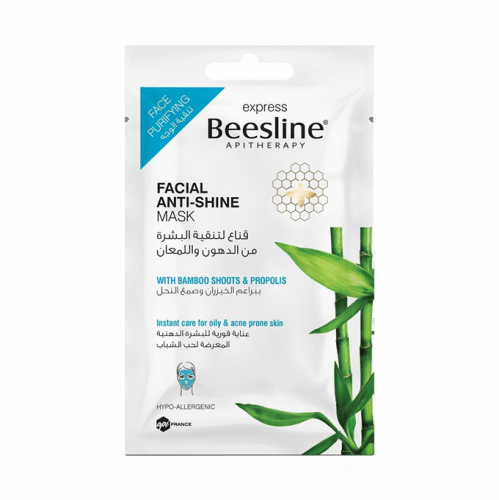 FACE
PURIFYING
تنقية الوجه
express
Beesline®
APITHERAPY
FACIAL
ANTI-SHINE
MASK
قناع لتنقية البشرة
من الدهون واللمعان
WITH BAMBOO SHOOTS & PROPOLIS
ببراعم الخيزران وصمغ النحل
Instant care for oily & acne prone skin
عناية فورية للبشرة الدهنية
المعرضة لحب الشباب
HYPO-ALLERGENIC
FRANCE